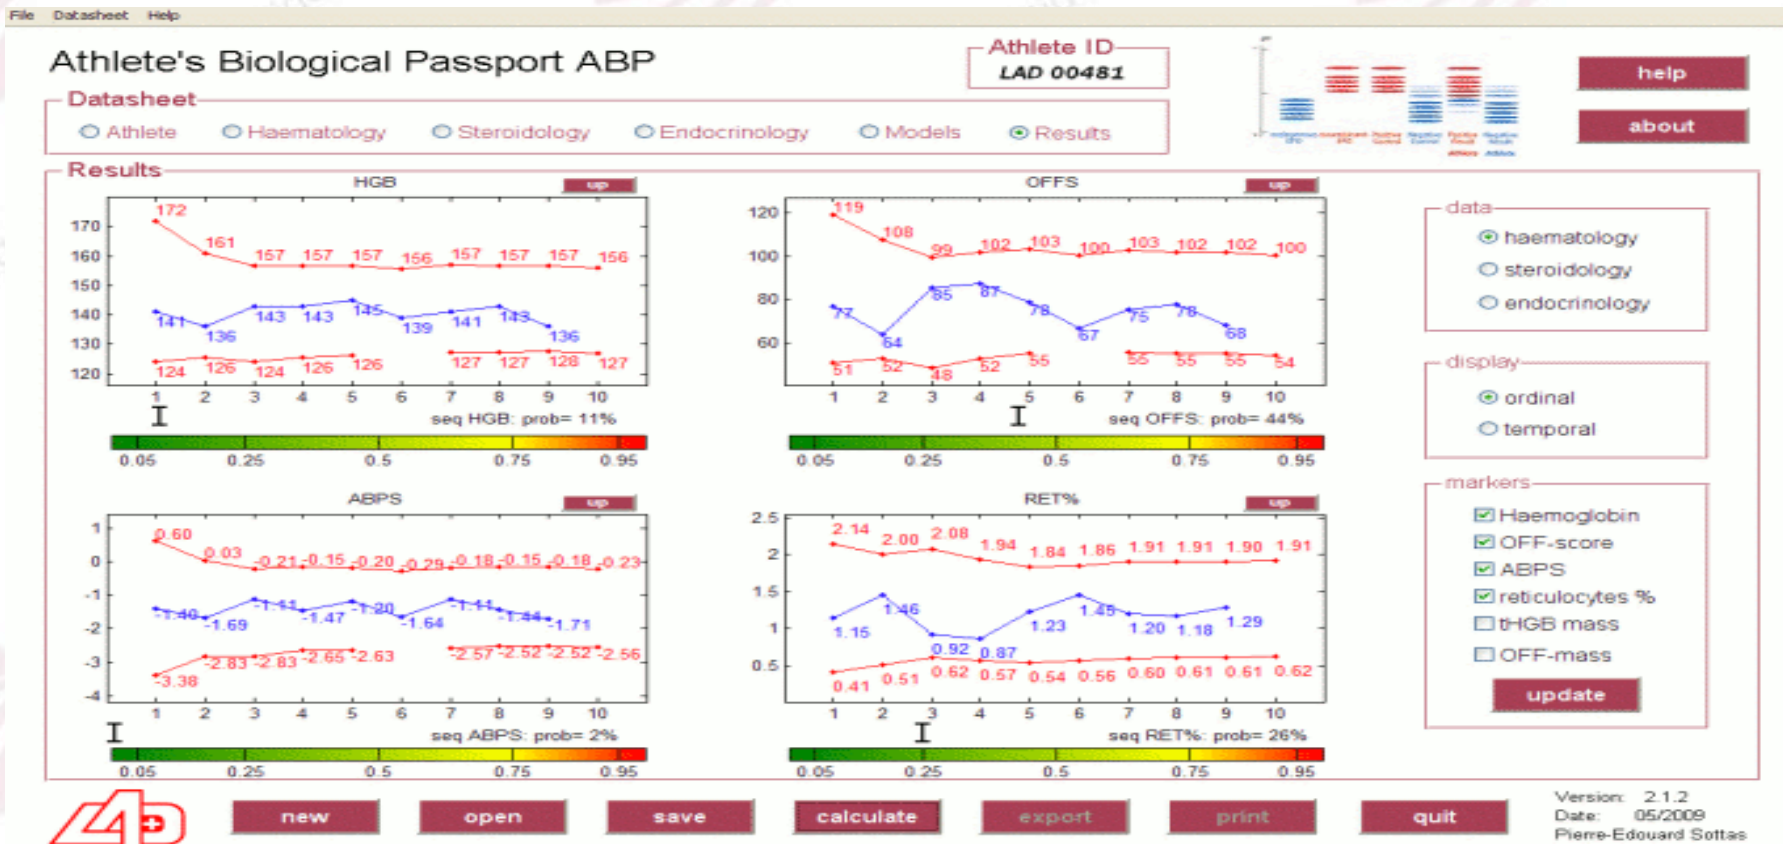 File Datasheet Help
Athlete's Biological Passport ABP
Athlete ID
LAD 00481
help
about
Datasheet
Athlete Haematology Steroidology Endocrinology Models Results
Results
HGB up
170
160
150
140
130
120
172 161 157 157 157 156 157 157 157 156
141 136 143 143 145 139 141 143 136
124 126 124 126 126 127 127 128 127
1 2 3 4 5 6 7 8 9 10
seq HGB: prob= 11%
0.05 0.25 0.5 0.75 0.95
OFFS up
120
100
80
60
119 108 99 102 103 100 103 102 102 100
77 64 85 87 78 67 75 78 68
51 52 48 52 55 55 55 55 54
1 2 3 4 5 6 7 8 9 10
seq OFFS: prob= 44%
0.05 0.25 0.5 0.75 0.95
ABPS up
1
0
-1
-2
-3
-4
0.60 0.03 -0.21 -0.15 -0.20 -0.29 -0.18 -0.15 -0.18 -0.23
-1.40 -1.69 -1.11 -1.47 -1.20 -1.64 -1.11 -1.44 -1.71
-3.38 -2.83 -2.83 -2.65 -2.63 -2.57 -2.52 -2.52 -2.56
1 2 3 4 5 6 7 8 9 10
seq ABPS: prob= 2%
0.05 0.25 0.5 0.75 0.95
RET% up
2.5
2
1.5
1
0.5
2.14 2.00 2.08 1.94 1.84 1.86 1.91 1.91 1.90 1.91
1.15 1.46 0.92 0.87 1.23 1.45 1.20 1.18 1.29
0.41 0.51 0.62 0.57 0.54 0.56 0.60 0.61 0.61 0.62
1 2 3 4 5 6 7 8 9 10
seq RET%: prob= 26%
0.05 0.25 0.5 0.75 0.95
data
haematology
steroidology
endocrinology
display
ordinal
temporal
markers
Haemoglobin
OFF-score
ABPS
reticulocytes %
tHGB mass
OFF-mass
update
new open save calculate export print quit
Version: 2.1.2
Date: 05/2009
Pierre-Edouard Sottas